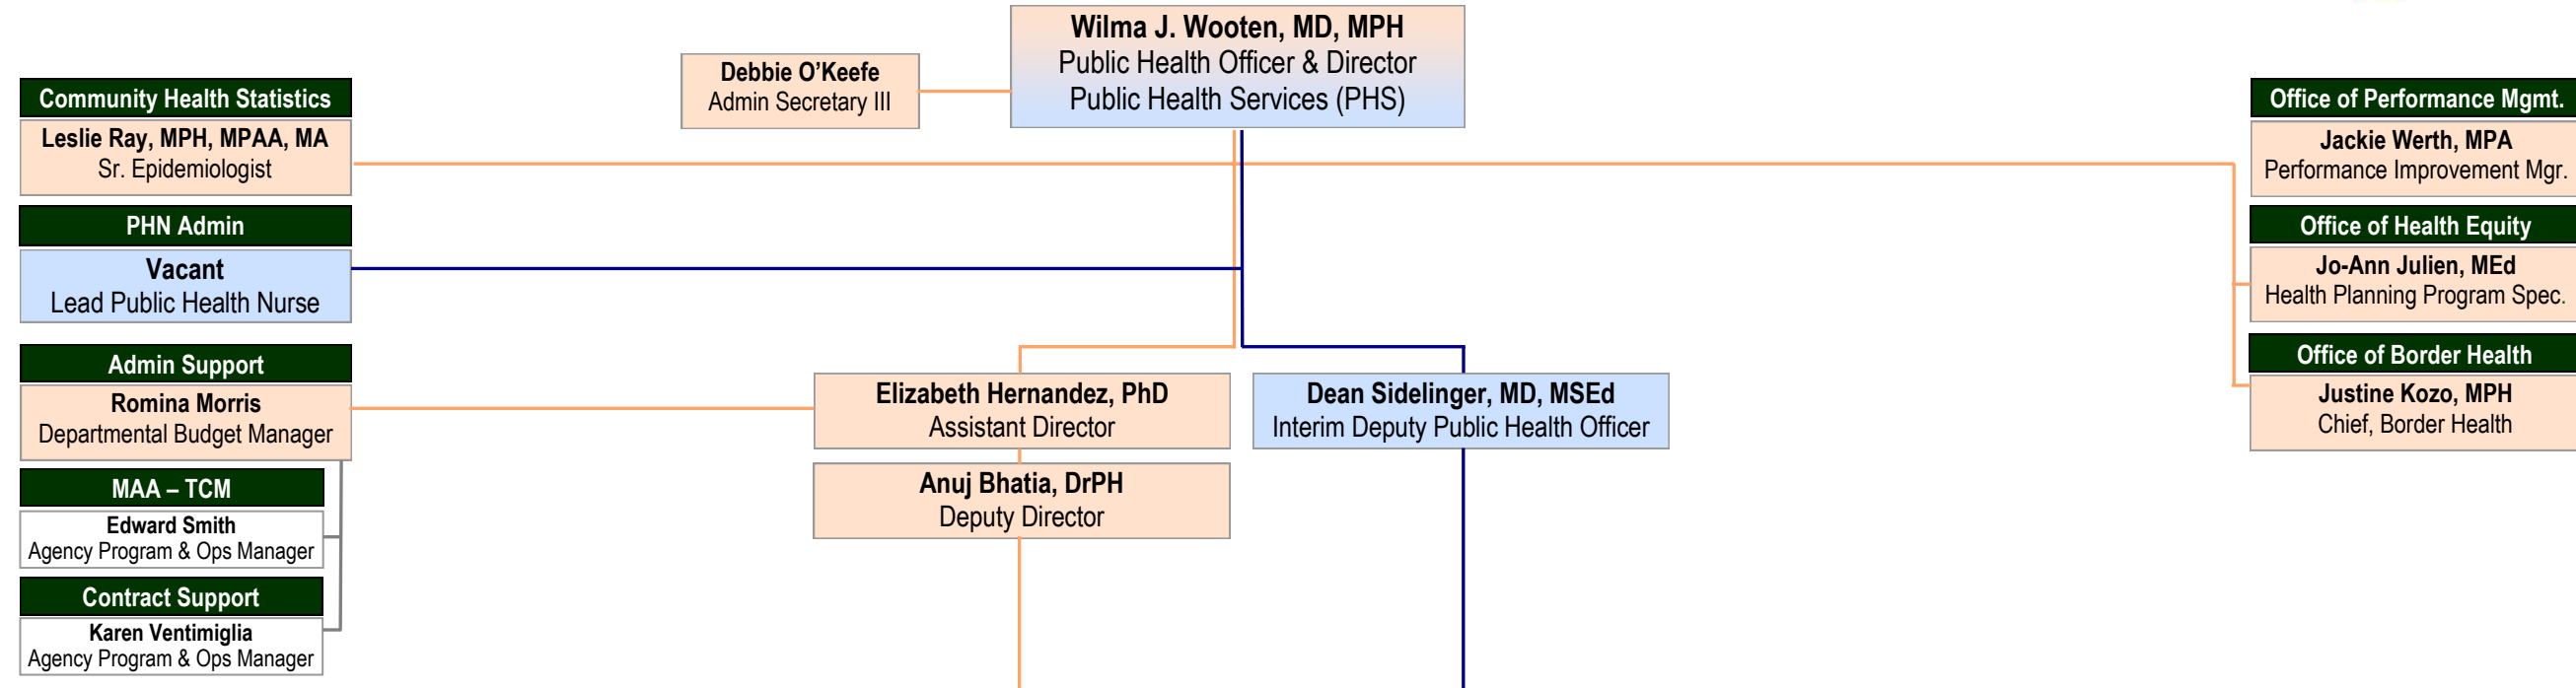 Wilma J. Wooten, MD, MPH
Public Health Officer & Director
Public Health Services (PHS)
Debbie O’Keefe
Admin Secretary III
Community Health Statistics
Leslie Ray, MPH, MPAA, MA
Sr. Epidemiologist
PHN Admin
Vacant
Lead Public Health Nurse
Admin Support
Romina Morris
Departmental Budget Manager
MAA – TCM
Edward Smith
Agency Program & Ops Manager
Contract Support
Karen Ventimiglia
Agency Program & Ops Manager
Elizabeth Hernandez, PhD
Assistant Director
Anuj Bhatia, DrPH
Deputy Director
Dean Sidelinger, MD, MSEd
Interim Deputy Public Health Officer
Office of Performance Mgmt.
Jackie Werth, MPA
Performance Improvement Mgr.
Office of Health Equity
Jo-Ann Julien, MEd
Health Planning Program Spec.
Office of Border Health
Justine Kozo, MPH
Chief, Border Health